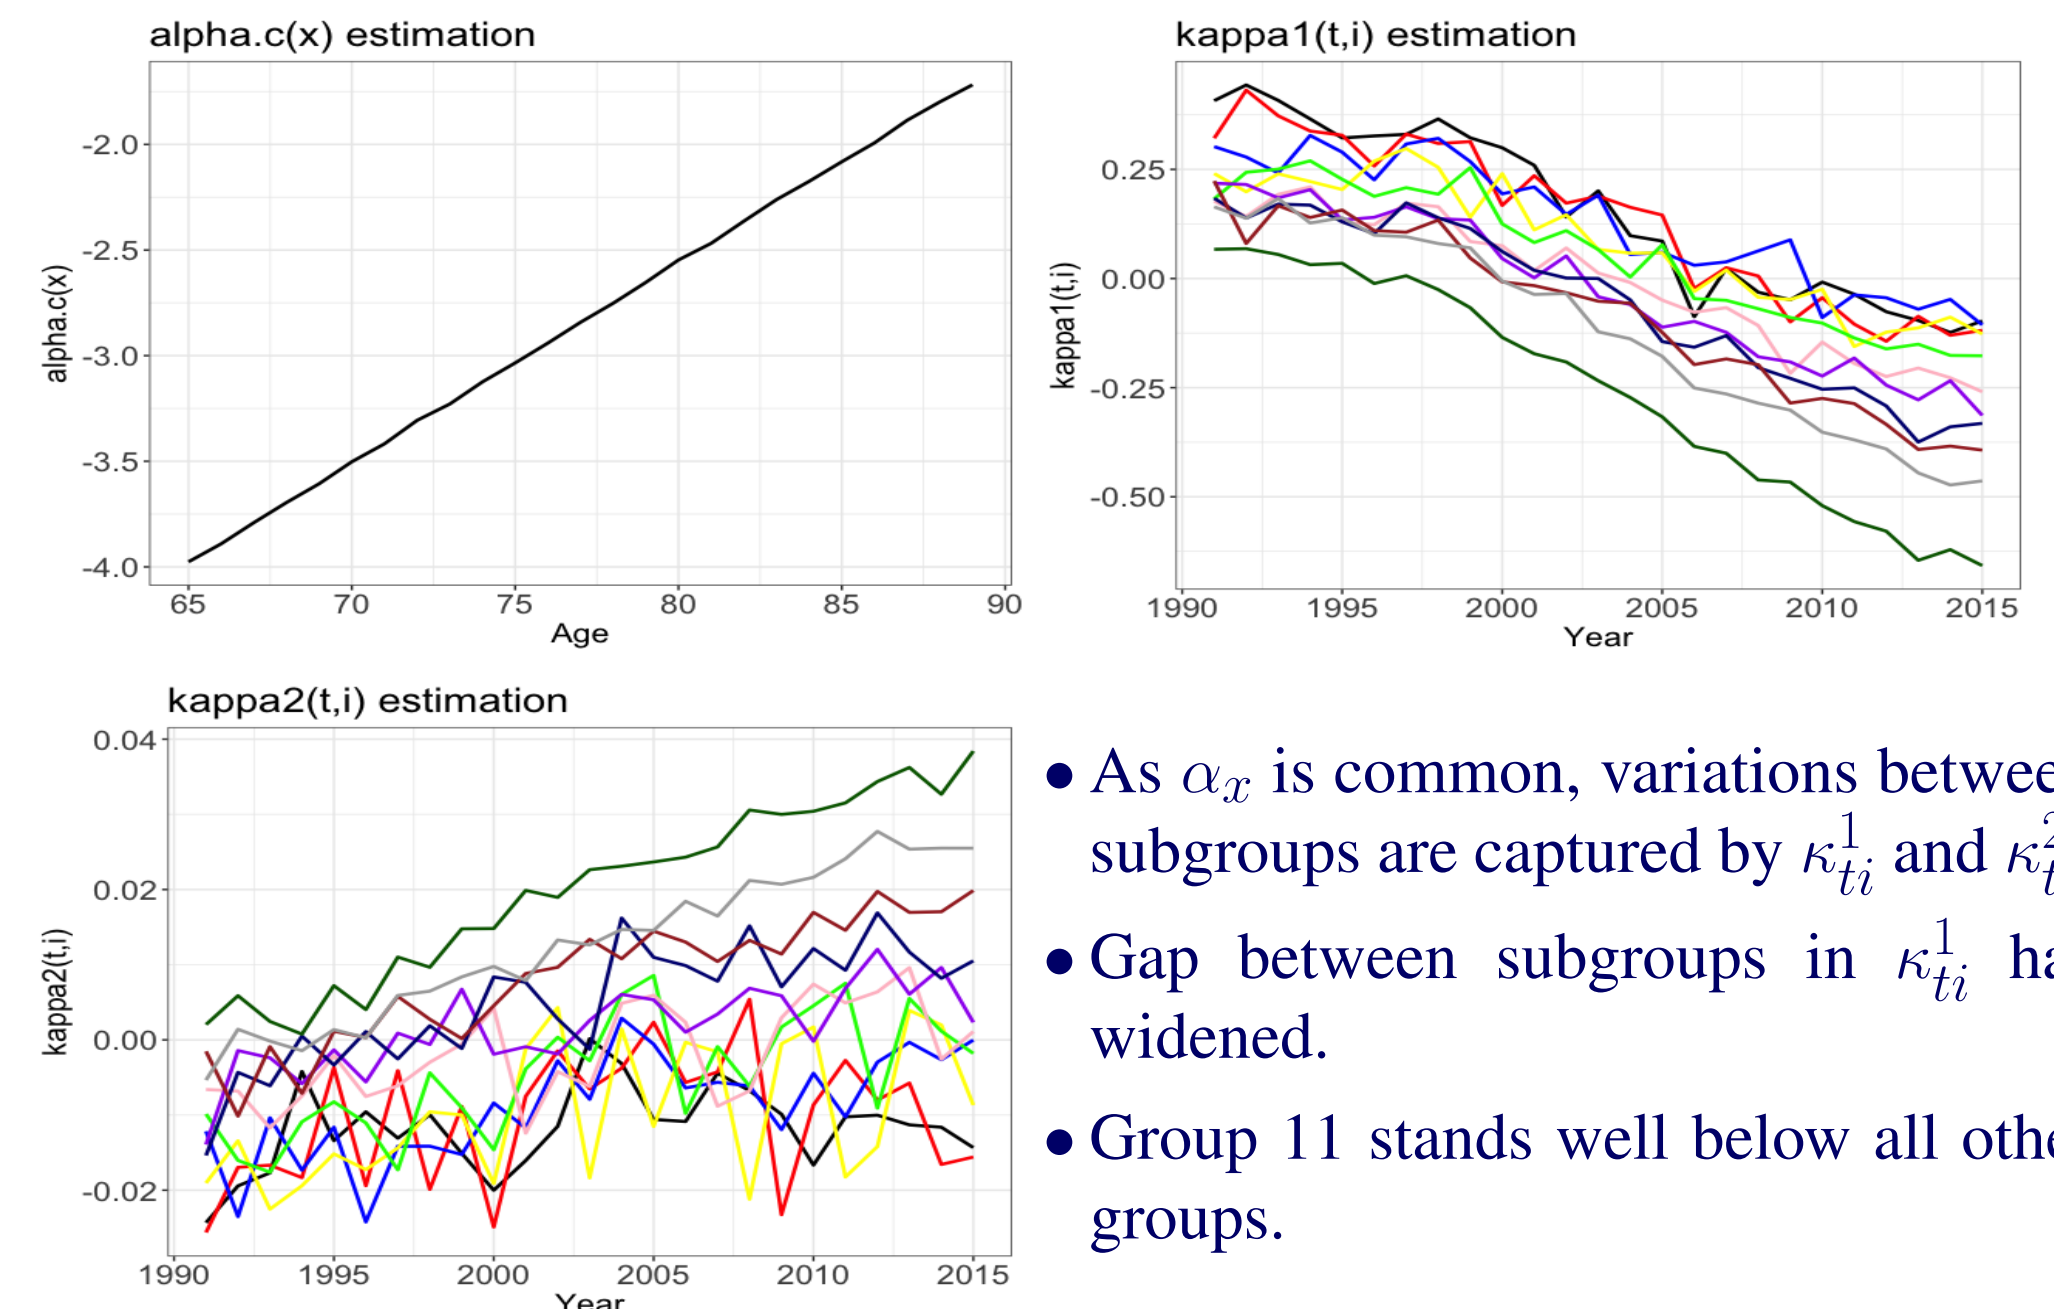 alpha.c(x) estimation
alpha.c(x)
-2.0
-2.5
-3.0
-3.5
-4.0
65 70 75 80 85 90
Age
kappa1(t,i) estimation
kappa1(t,i)
0.25
0.00
-0.25
-0.50
1990 1995 2000 2005 2010 2015
Year
kappa2(t,i) estimation
kappa2(t,i)
0.04
0.02
0.00
-0.02
1990 1995 2000 2005 2010 2015
Year
• As αₓ is common, variations betwee
subgroups are captured by κ¹ₜᵢ and κ²ₜ
• Gap between subgroups in κ¹ₜᵢ ha
widened.
• Group 11 stands well below all othe
groups.